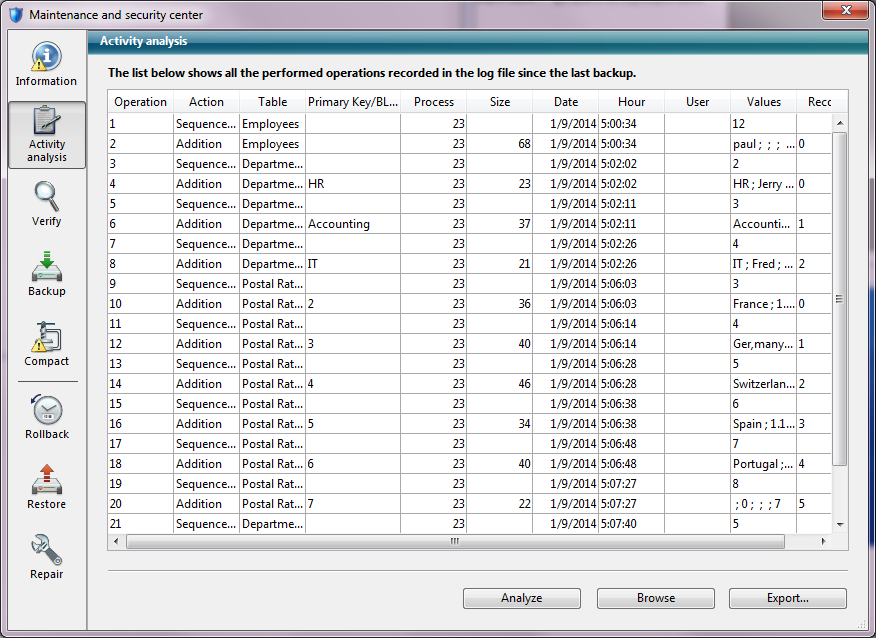 Maintenance and security center
Information
Activity analysis
Verify
Backup
Compact
Rollback
Restore
Repair
Activity analysis
The list below shows all the performed operations recorded in the log file since the last backup.
Operation Action Table Primary Key/BL... Process Size Date Hour User Values Recc
1 Sequence... Employees 23 1/9/2014 5:00:34 12
2 Addition Employees 23 68 1/9/2014 5:00:34 paul ; ; ; ... 0
3 Sequence... Departme... 23 1/9/2014 5:02:02 2
4 Addition Departme... HR 23 23 1/9/2014 5:02:02 HR ; Jerry ... 0
5 Sequence... Departme... 23 1/9/2014 5:02:11 3
6 Addition Departme... Accounting 23 37 1/9/2014 5:02:11 Accounti... 1
7 Sequence... Departme... 23 1/9/2014 5:02:26 4
8 Addition Departme... IT 23 21 1/9/2014 5:02:26 IT ; Fred ; ... 2
9 Sequence... Postal Rat... 23 1/9/2014 5:06:03 3
10 Addition Postal Rat... 2 23 36 1/9/2014 5:06:03 France ; 1.... 0
11 Sequence... Postal Rat... 23 1/9/2014 5:06:14 4
12 Addition Postal Rat... 3 23 40 1/9/2014 5:06:14 Ger,many... 1
13 Sequence... Postal Rat... 23 1/9/2014 5:06:28 5
14 Addition Postal Rat... 4 23 46 1/9/2014 5:06:28 Switzerlan... 2
15 Sequence... Postal Rat... 23 1/9/2014 5:06:38 6
16 Addition Postal Rat... 5 23 34 1/9/2014 5:06:38 Spain ; 1.1... 3
17 Sequence... Postal Rat... 23 1/9/2014 5:06:48 7
18 Addition Postal Rat... 6 23 40 1/9/2014 5:06:48 Portugal ;... 4
19 Sequence... Postal Rat... 23 1/9/2014 5:07:27 8
20 Addition Postal Rat... 7 23 22 1/9/2014 5:07:27 ; 0 ; ; ; 7 5
21 Sequence... Departme... 23 1/9/2014 5:07:40 5
Analyze Browse Export...